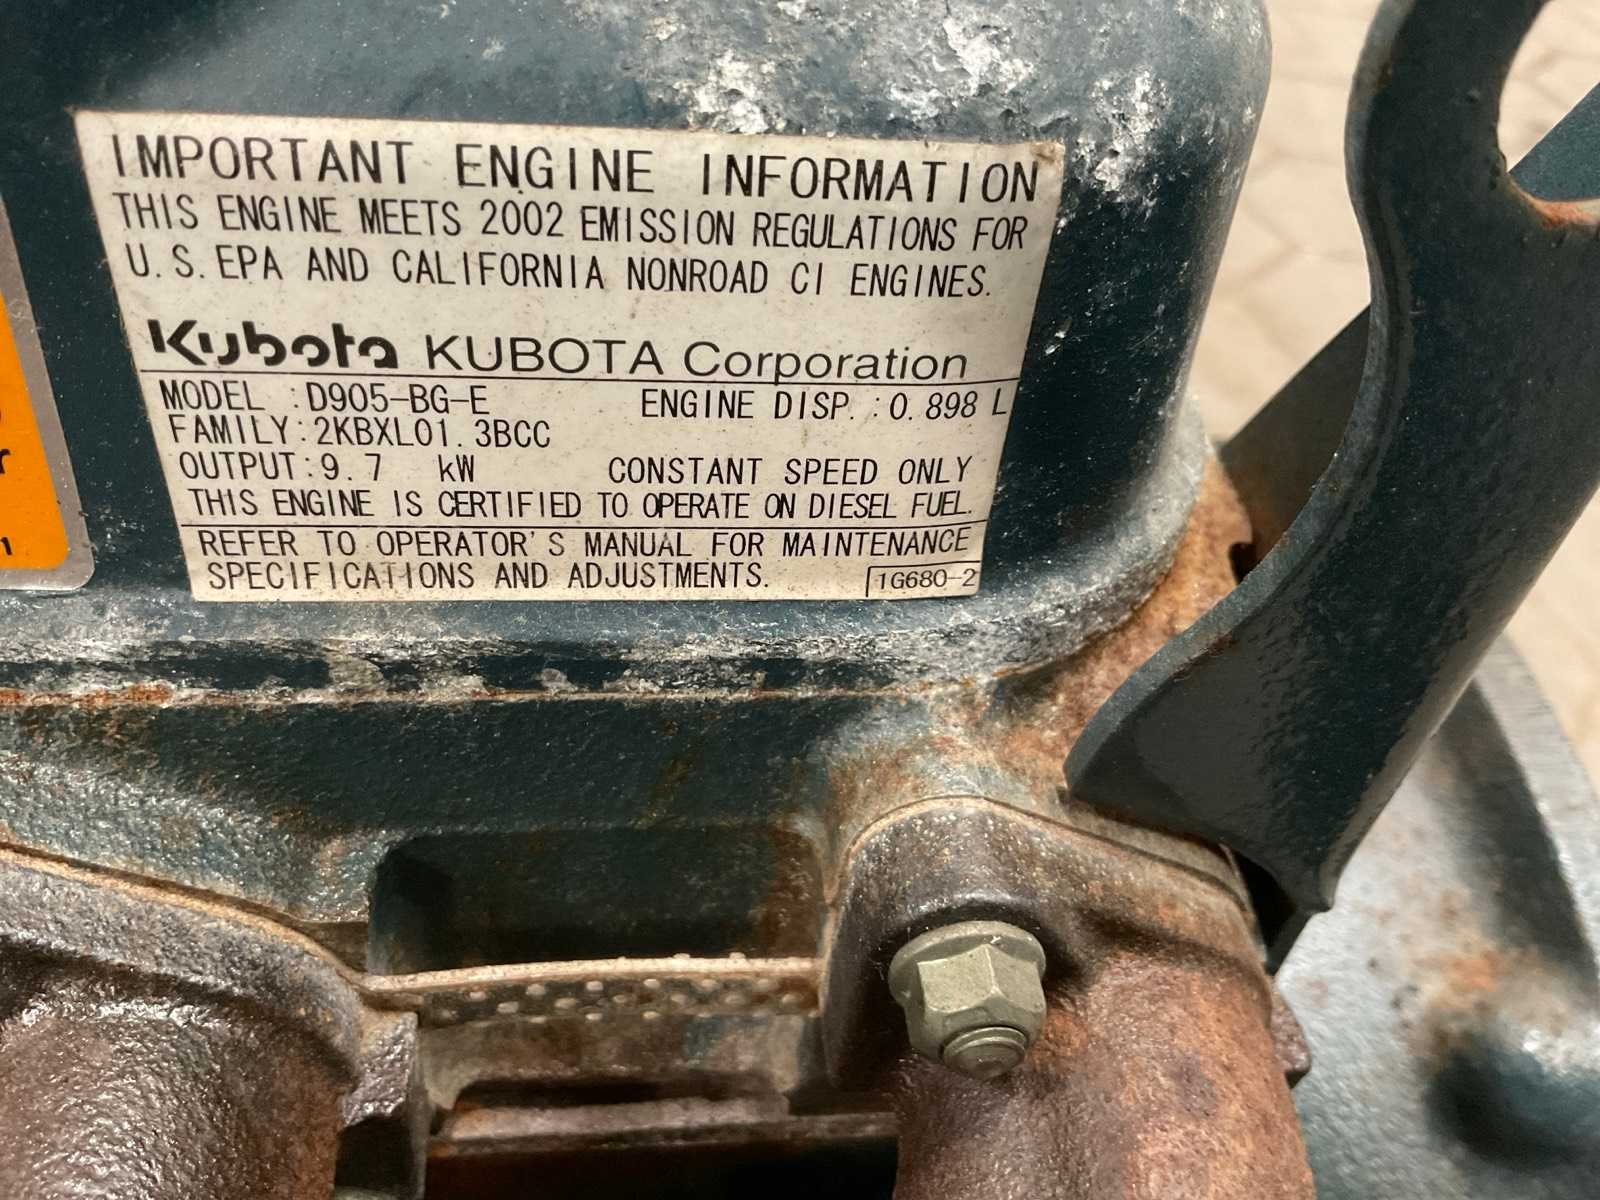 IMPORTANT ENGINE INFORMATION
THIS ENGINE MEETS 2002 EMISSION REGULATIONS FOR
U.S.EPA AND CALIFORNIA NONROAD CI ENGINES.
Kubota KUBOTA Corporation
MODEL :D905-BG-E ENGINE DISP. :0.898 L
FAMILY:2KBXL01.3BCC
OUTPUT:9.7 kW CONSTANT SPEED ONLY
THIS ENGINE IS CERTIFIED TO OPERATE ON DIESEL FUEL.
REFER TO OPERATOR'S MANUAL FOR MAINTENANCE
SPECIFICATIONS AND ADJUSTMENTS. 1G680-2